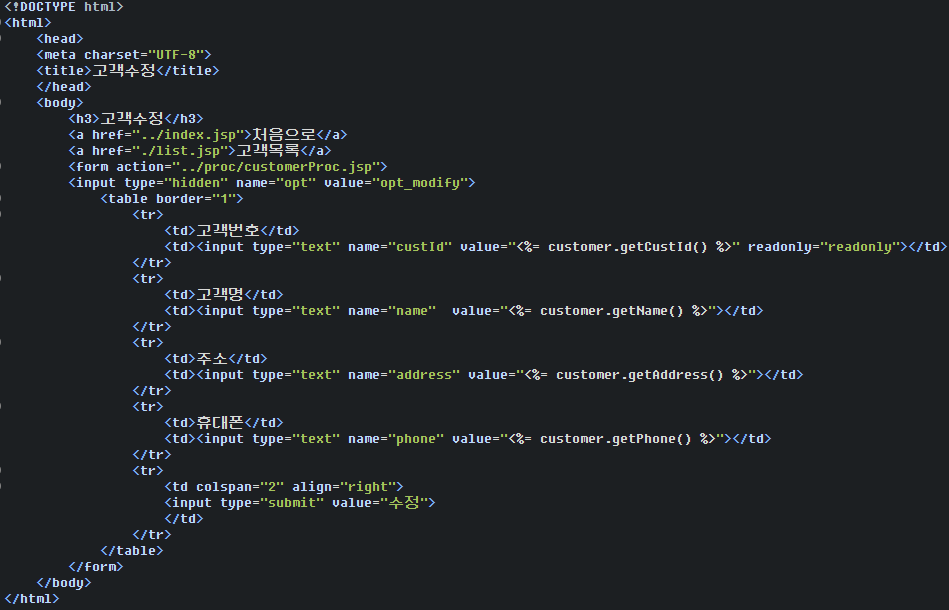 <!DOCTYPE html>
<html>
    <head>
    <meta charset="UTF-8">
    <title>고객수정</title>
    </head>
    <body>
        <h3>고객수정</h3>
        <a href="../index.jsp">처음으로</a>
        <a href="./list.jsp">고객목록</a>
        <form action="../proc/customerProc.jsp">
        <input type="hidden" name="opt" value="opt_modify">
            <table border="1">
                <tr>
                    <td>고객번호</td>
                    <td><input type="text" name="custId" value="<%= customer.getCustId() %>" readonly="readonly"></td>
                </tr>
                <tr>
                    <td>고객명</td>
                    <td><input type="text" name="name"  value="<%= customer.getName() %>"></td>
                </tr>
                <tr>
                    <td>주소</td>
                    <td><input type="text" name="address" value="<%= customer.getAddress() %>"></td>
                </tr>
                <tr>
                    <td>휴대폰</td>
                    <td><input type="text" name="phone" value="<%= customer.getPhone() %>"></td>
                </tr>
                <tr>
                    <td colspan="2" align="right">
                    <input type="submit" value="수정">
                    </td>
                </tr>
            </table>
        </form>
    </body>
</html>